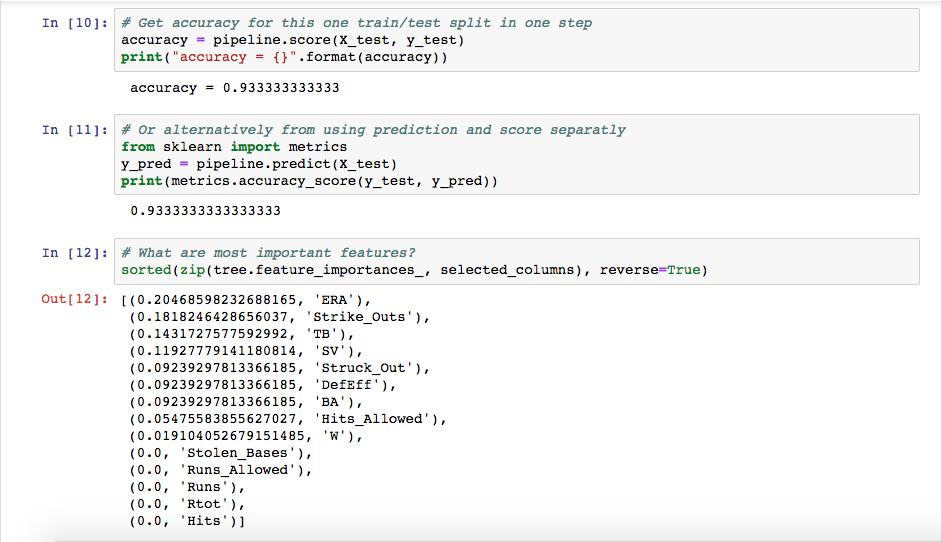 In [10]: # Get accuracy for this one train/test split in one step
accuracy = pipeline.score(X_test, y_test)
print("accuracy = {}".format(accuracy))
accuracy = 0.933333333333
In [11]: # Or alternatively from using prediction and score separatly
from sklearn import metrics
y_pred = pipeline.predict(X_test)
print(metrics.accuracy_score(y_test, y_pred))
0.9333333333333333
In [12]: # What are most important features?
sorted(zip(tree.feature_importances_, selected_columns), reverse=True)
Out[12]: [(0.20468598232688165, 'ERA'),
(0.1818246428656037, 'Strike_Outs'),
(0.1431727577592992, 'TB'),
(0.11927779141180814, 'SV'),
(0.09239297813366185, 'Struck_Out'),
(0.09239297813366185, 'DefEff'),
(0.09239297813366185, 'BA'),
(0.05475583855627027, 'Hits_Allowed'),
(0.019104052679151485, 'W'),
(0.0, 'Stolen_Bases'),
(0.0, 'Runs_Allowed'),
(0.0, 'Runs'),
(0.0, 'Rtot'),
(0.0, 'Hits')]